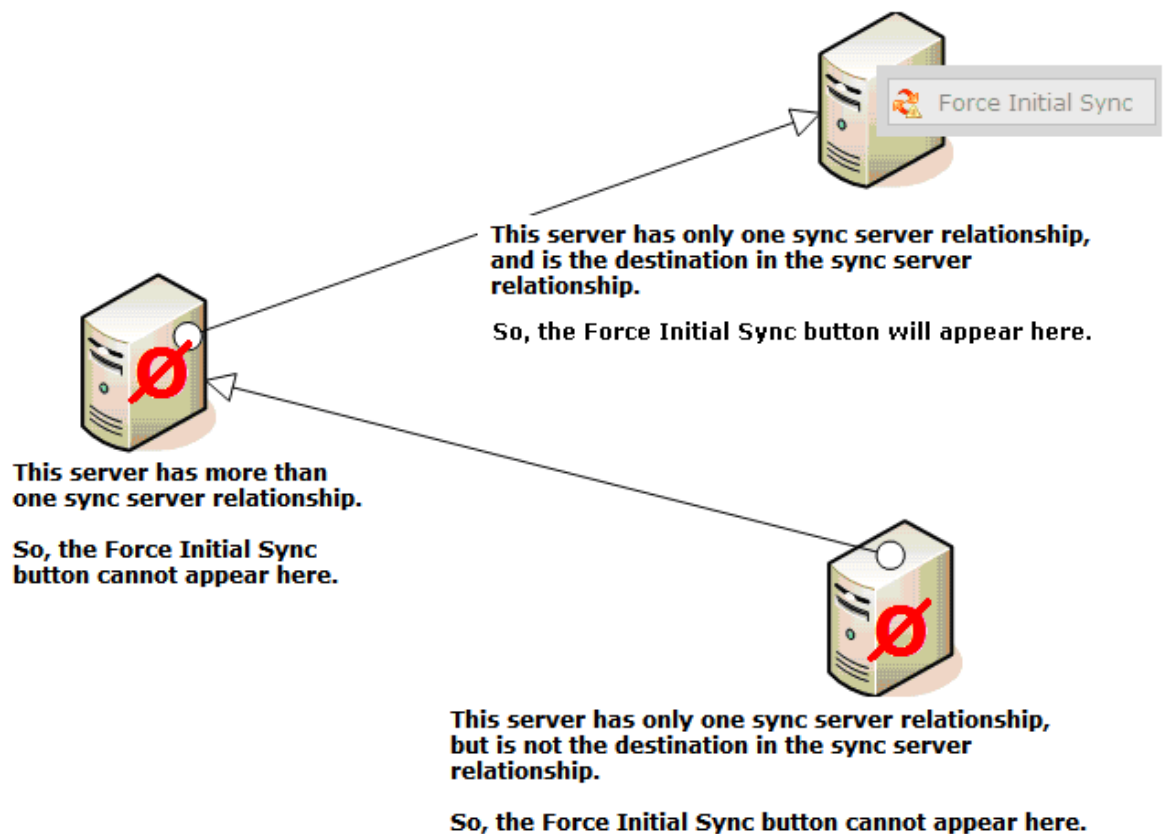 Force Initial Sync
This server has only one sync server relationship,
and is the destination in the sync server
relationship.
So, the Force Initial Sync button will appear here.
Ø
This server has more than
one sync server relationship.
So, the Force Initial Sync
button cannot appear here.
Ø
This server has only one sync server relationship,
but is not the destination in the sync server
relationship.
So, the Force Initial Sync button cannot appear here.